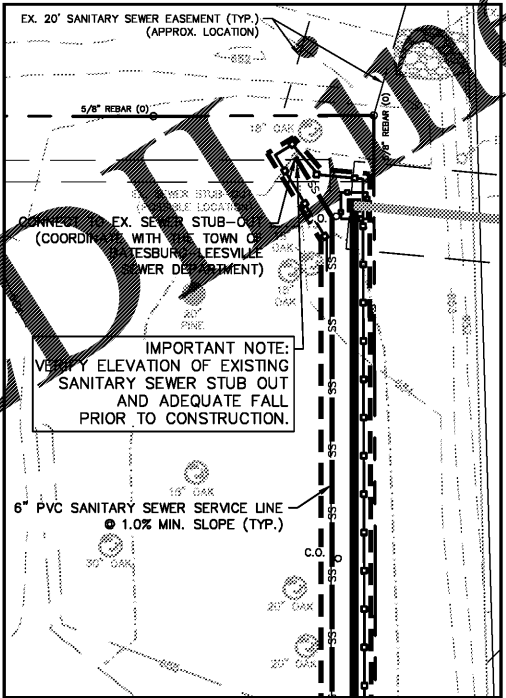 EX. 20' SANITARY SEWER EASEMENT (TYP.)
(APPROX. LOCATION)
652
5/8" REBAR (O)
5/8" REBAR (O)
18" OAK
SEWER STUB-OUT
LOCATION)
CONNECT TO EX. SEWER STUB-OUT
(COORDINATE WITH THE TOWN OF
BATESBURG-LEESVILLE
SEWER DEPARTMENT)
OAK
OAK
20"
PINE
IMPORTANT NOTE:
VERIFY ELEVATION OF EXISTING
SANITARY SEWER STUB OUT
AND ADEQUATE FALL
PRIOR TO CONSTRUCTION.
SS
SS
SS
SS
OAK
6" PVC SANITARY SEWER SERVICE LINE
@ 1.0% MIN. SLOPE (TYP.)
C.O.
SS
30" OAK
20" OAK
SS
20" OAK